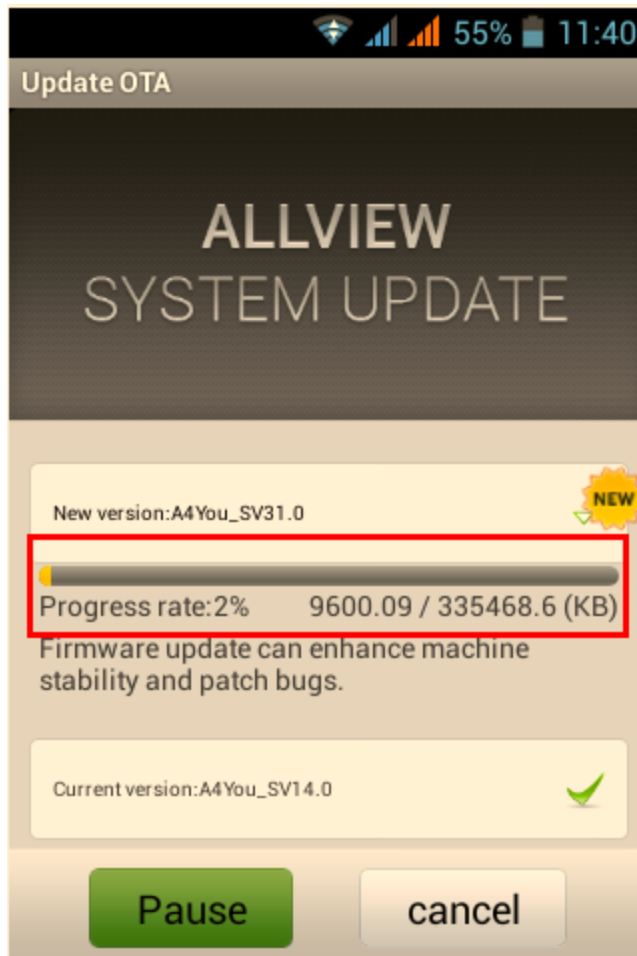 55% 11:40
Update OTA
ALLVIEW
SYSTEM UPDATE
New version:A4You_SV31.0
NEW
Progress rate:2% 9600.09 / 335468.6 (KB)
Firmware update can enhance machine
stability and patch bugs.
Current version:A4You_SV14.0
Pause cancel